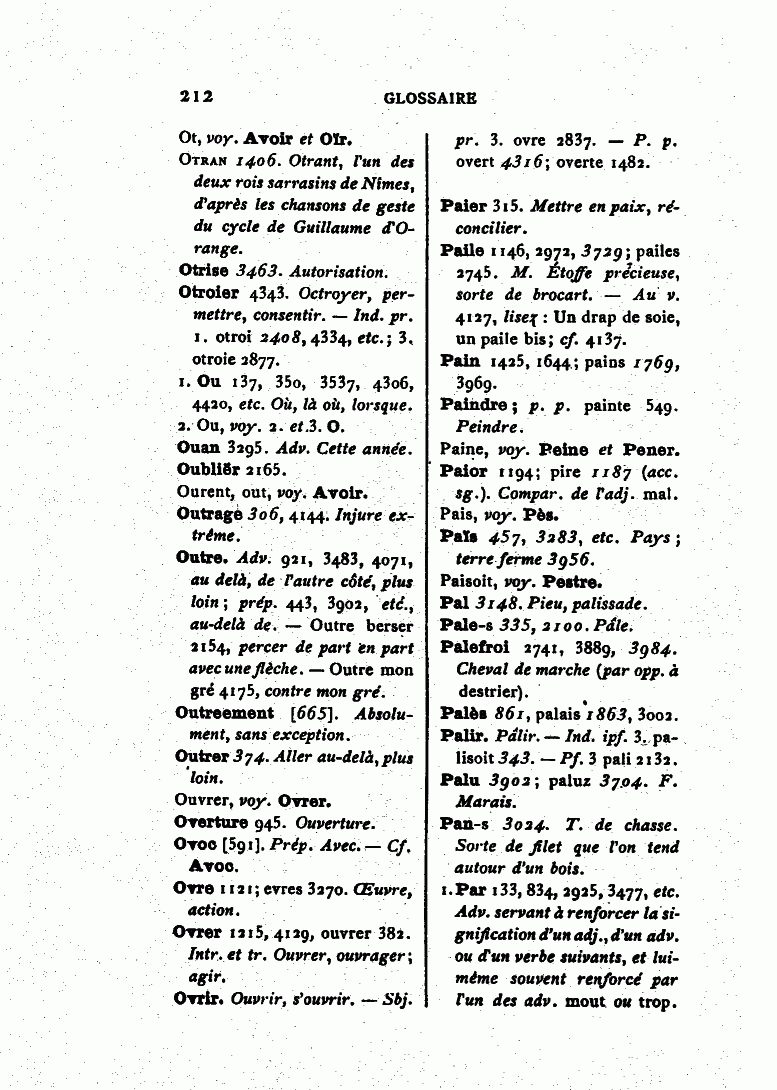 212 GLOSSAIRE
Ot, voy. Avoir et Oïr.
OTRAN 1406. Otrant, l'un des
deux rois sarrasins de Nîmes,
d'après les chansons de geste
du cycle de Guillaume d'O-
range.
Otrise 3463. Autorisation.
Otroier 4343. Octroyer, per-
mettre, consentir. — Ind. pr.
1. otroi 2408, 4334, etc.; 3.
otroie 2877.
1. Ou 137, 350, 3537, 4306,
4420, etc. Où, là où, lorsque.
2. Ou, voy. 2. et 3. O.
Ouan 3295. Adv. Cette année.
Oubliër 2165.
Ourent, out, voy. Avoir.
Outrage 306, 4144. Injure ex-
trême.
Outre. Adv. 921, 3483, 4071,
au delà, de l'autre côté, plus
loin; prép. 443, 3902, etc.,
au-delà de. — Outre berser
2154, percer de part en part
avec une flèche. — Outre mon
gré 4175, contre mon gré.
Outreement [665]. Absolu-
ment, sans exception.
Outrer 374. Aller au-delà, plus
loin.
Ouvrer, voy. Ovrer.
Overture 945. Ouverture.
Ovoc [591]. Prép. Avec. — Cf.
Avoc.
Ovre 1121; evres 3270. Œuvre,
action.
Ovrer 1215, 4129, ouvrer 382.
Intr. et tr. Ouvrer, ouvrager;
agir.
Ovrir. Ouvrir, s'ouvrir. — Sbj.
pr. 3. ovre 2837. — P. p.
overt 4316; overte 1482.
Paier 315. Mettre en paix, ré-
concilier.
Paile 1146, 2972, 3729; pailes
2745. M. Étoffe précieuse,
sorte de brocart. — Au v.
4127, lisez : Un drap de soie,
un paile bis; cf. 4137.
Pain 1425, 1644; pains 1769,
3969.
Paindre; p. p. painte 549.
Peindre.
Paine, voy. Peine et Pener.
Paior 1194; pire 1187 (acc.
sg.). Compar. de l'adj. mal.
Pais, voy. Pès.
Païs 457, 3283, etc. Pays;
terre ferme 3956.
Paisoit, voy. Pestre.
Pal 3148. Pieu, palissade.
Pale-s 335, 2100. Pâle.
Palefroi 2741, 3889, 3984.
Cheval de marche (par opp. à
destrier).
Palès 861, palais 1863, 3002.
Palir. Pâlir. — Ind. ipf. 3. pa-
lisoit 343. — Pf. 3 pali 2132.
Palu 3902; paluz 3704. F.
Marais.
Pan-s 3024. T. de chasse.
Sorte de filet que l'on tend
autour d'un bois.
1. Par 133, 834, 2925, 3477, etc.
Adv. servant à renforcer la si-
gnification d'un adj., d'un adv.
ou d'un verbe suivants, et lui-
même souvent renforcé par
l'un des adv. mout ou trop.